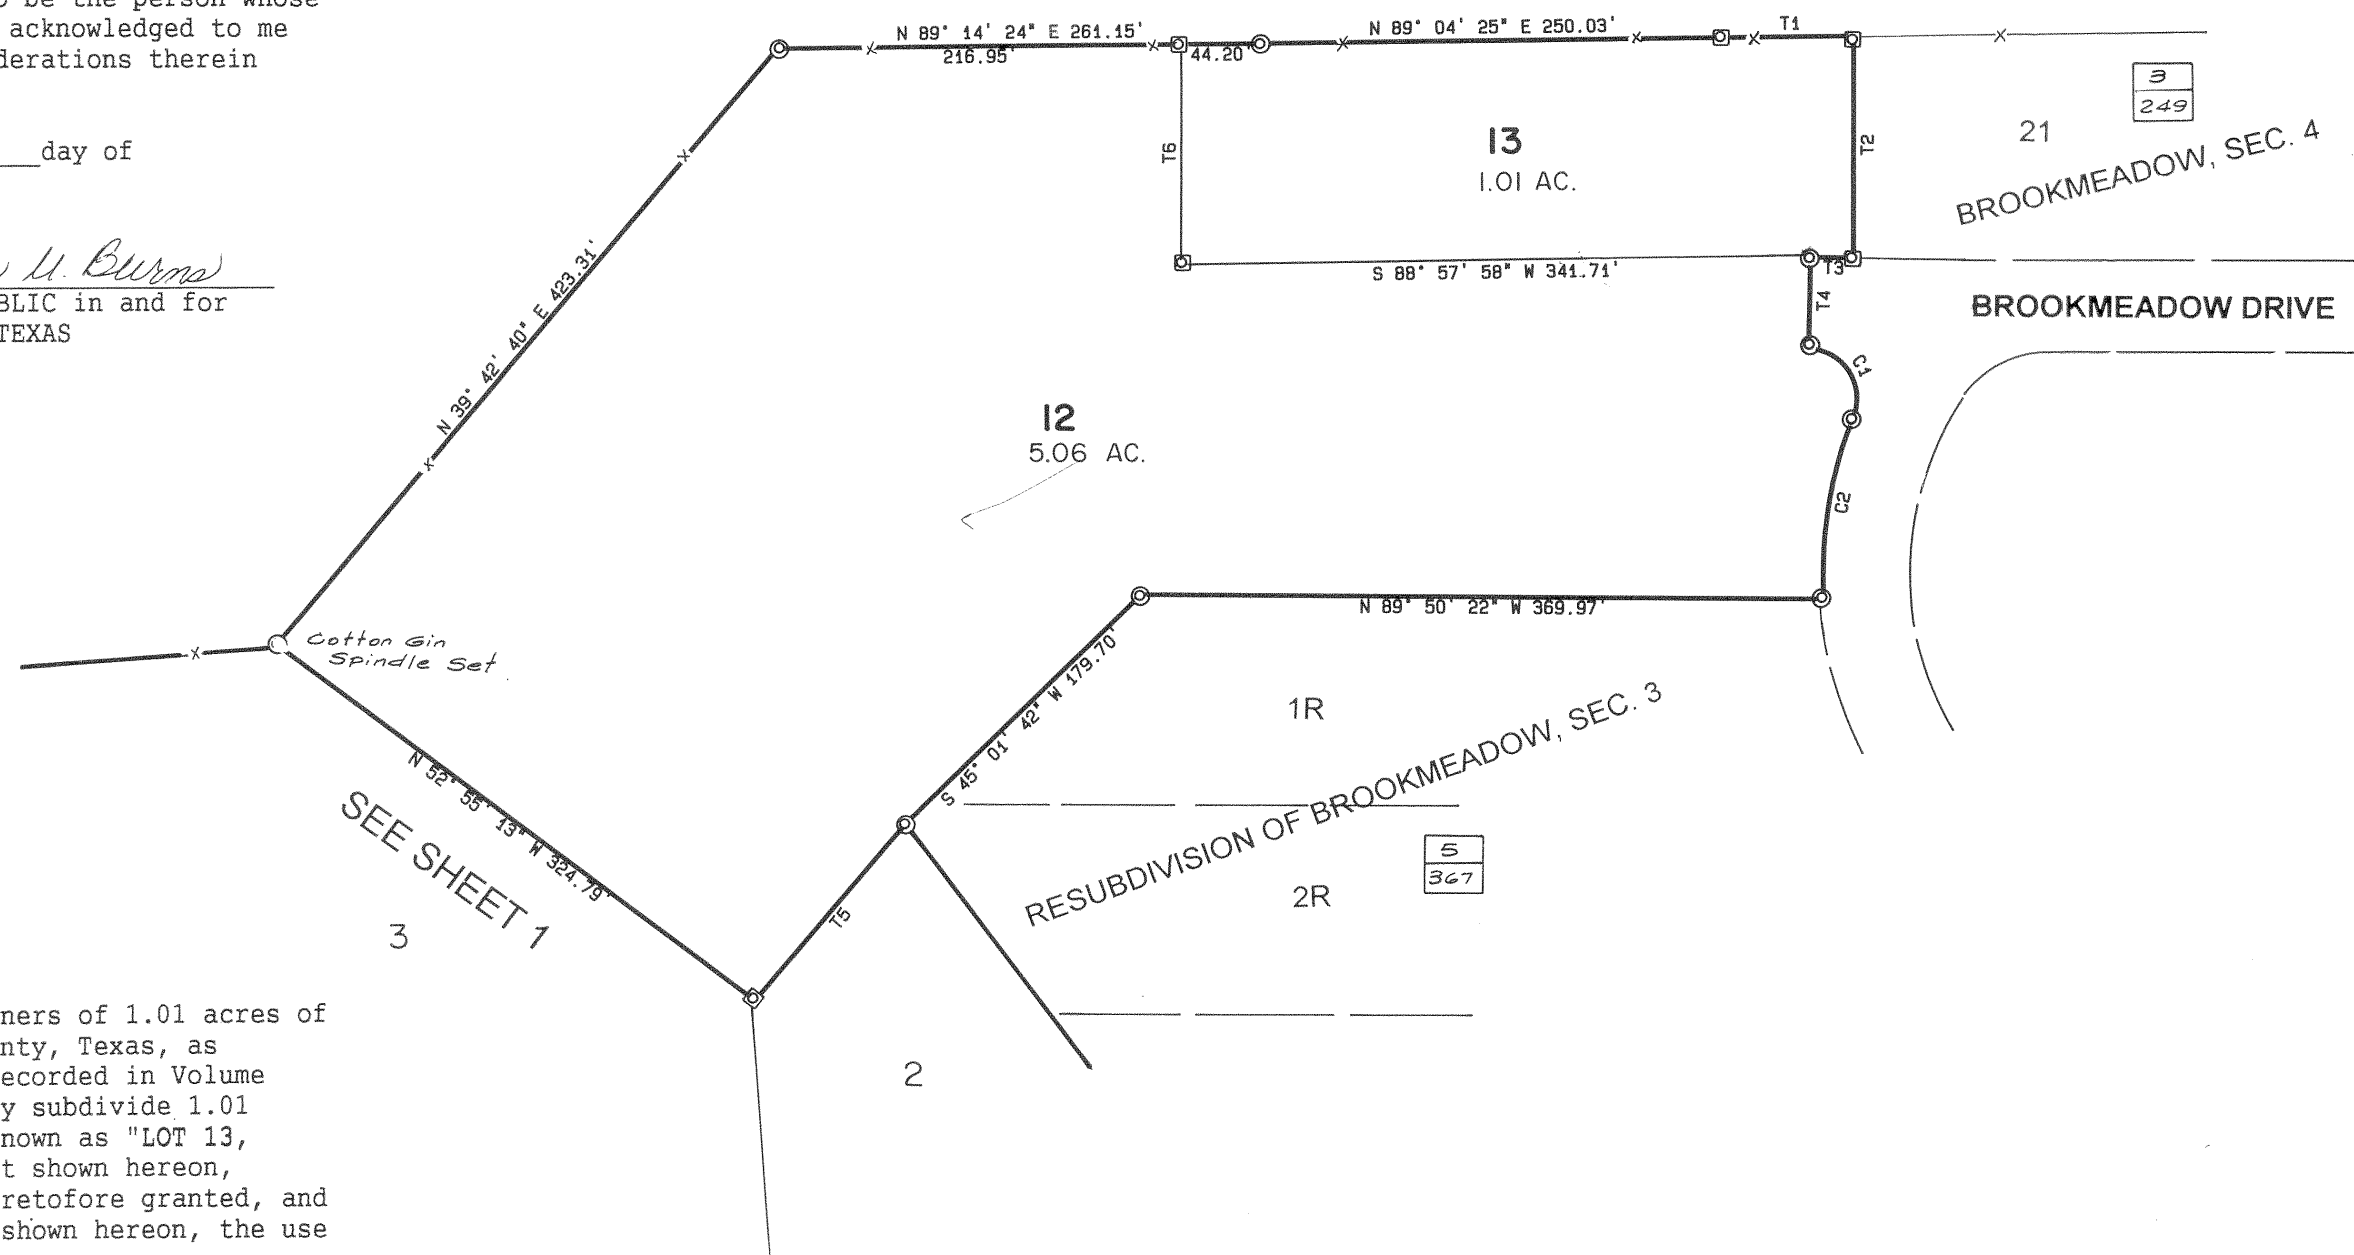 o be the person whose
acknowledged to me
derations therein
day of
U. Burns
BLIC in and for
TEXAS
N 89° 14' 24" E 261.15'
216.95'
44.20'
N 89° 04' 25" E 250.03'
T1
3
249
21
BROOKMEADOW, SEC. 4
13
1.01 AC.
T6
T2
S 88° 57' 58" W 341.71'
T3
T4
BROOKMEADOW DRIVE
C1
C2
N 39° 42' 40" E 423.31'
12
5.06 AC.
N 89° 50' 22" W 369.97'
Cotton Gin
Spindle Set
S 45° 01' 42" W 179.70'
1R
RESUBDIVISION OF BROOKMEADOW, SEC. 3
5
367
2R
N 52° 55' 13" W 324.79'
SEE SHEET 1
T5
3
2
ners of 1.01 acres of
nty, Texas, as
ecorded in Volume
y subdivide 1.01
nown as "LOT 13,
t shown hereon,
retofore granted, and
shown hereon, the use